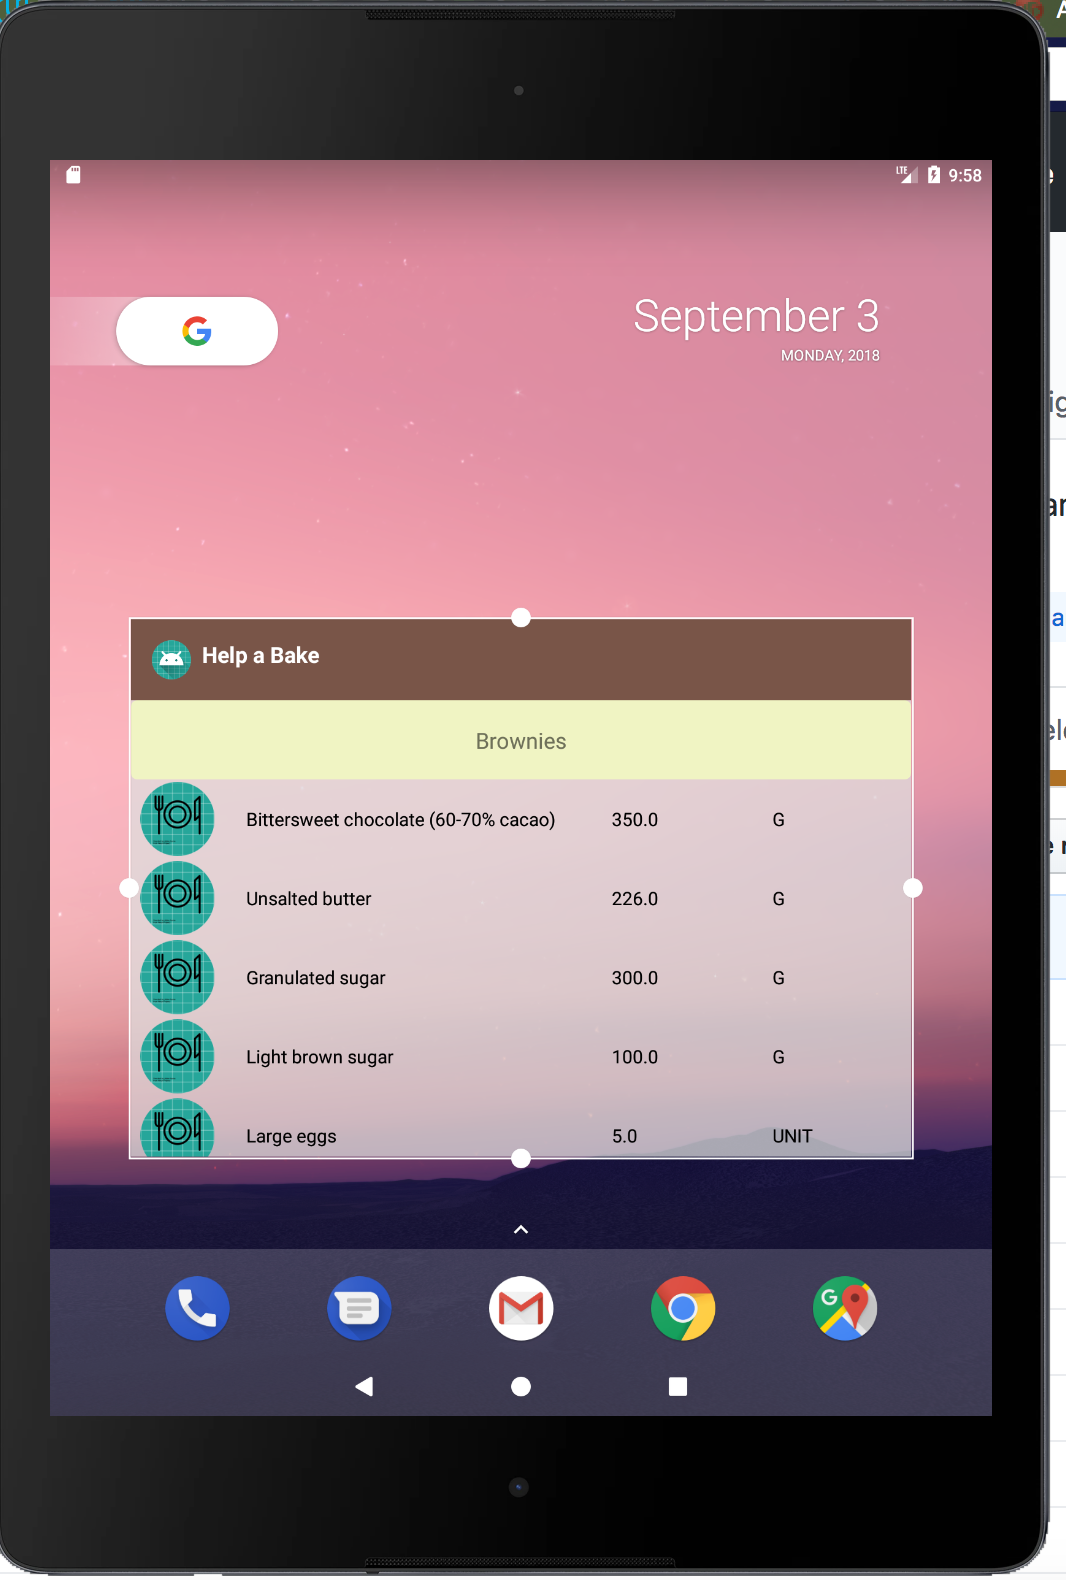 LTE 9:58
G
September 3
MONDAY, 2018
Help a Bake
Brownies
Bittersweet chocolate (60-70% cacao) 350.0 G
Unsalted butter 226.0 G
Granulated sugar 300.0 G
Light brown sugar 100.0 G
Large eggs 5.0 UNIT
G